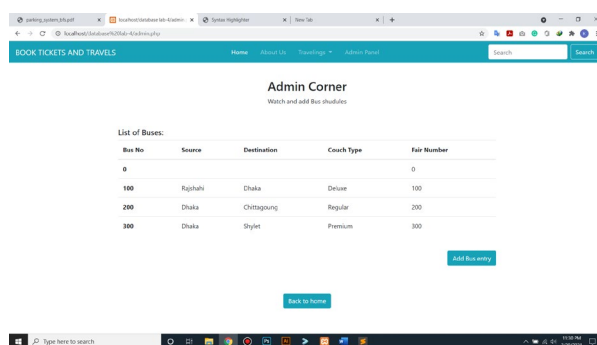 parking_system_bfs.pdf
localhost/database lab-4/admin.
Syntax Highlighter
New Tab
localhost/database%20lab-4/admin.php
BOOK TICKETS AND TRAVELS
Home About Us Travelings Admin Panel
Search
Search
Admin Corner
Watch and add Bus shudules
List of Buses:
Bus No Source Destination Couch Type Fair Number
0 0
100 Rajshahi Dhaka Deluxe 100
200 Dhaka Chittagoung Regular 200
300 Dhaka Shylet Premium 300
Add Bus entry
Back to home
Type here to search
11:38 PM